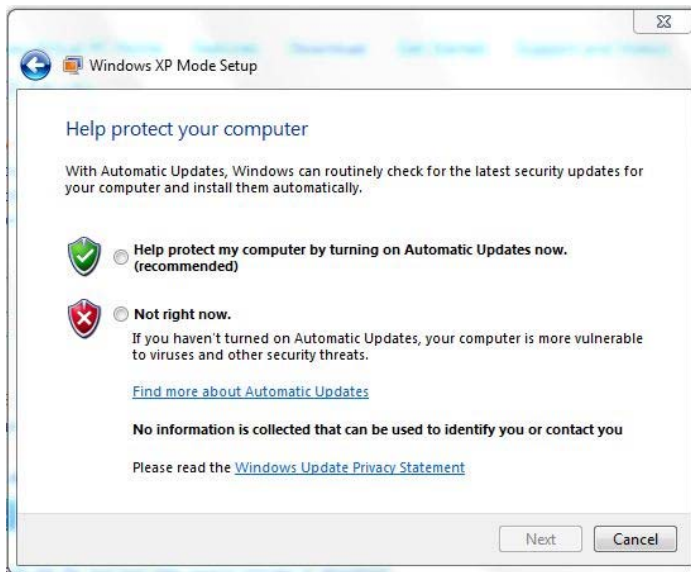 Windows XP Mode Setup
Help protect your computer
With Automatic Updates, Windows can routinely check for the latest security updates for
your computer and install them automatically.
Help protect my computer by turning on Automatic Updates now.
(recommended)
Not right now.
If you haven't turned on Automatic Updates, your computer is more vulnerable
to viruses and other security threats.
Find more about Automatic Updates
No information is collected that can be used to identify you or contact you
Please read the Windows Update Privacy Statement
Next Cancel